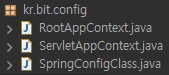 kr.bit.config
RootAppContext.java
ServletAppContext.java
SpringConfigClass.java